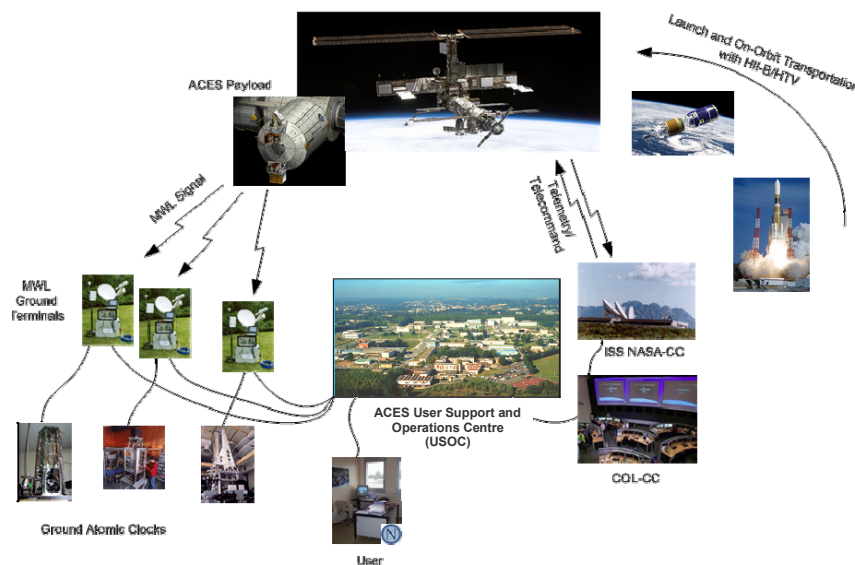 Launch and On-Orbit Transportation
with HII-B/HTV
ACES Payload
MWL Signal
Telemetry/
Telecommand
MWL
Ground
Terminals
ISS NASA-CC
ACES User Support and
Operations Centre
(USOC)
COL-CC
Ground Atomic Clocks
N
User